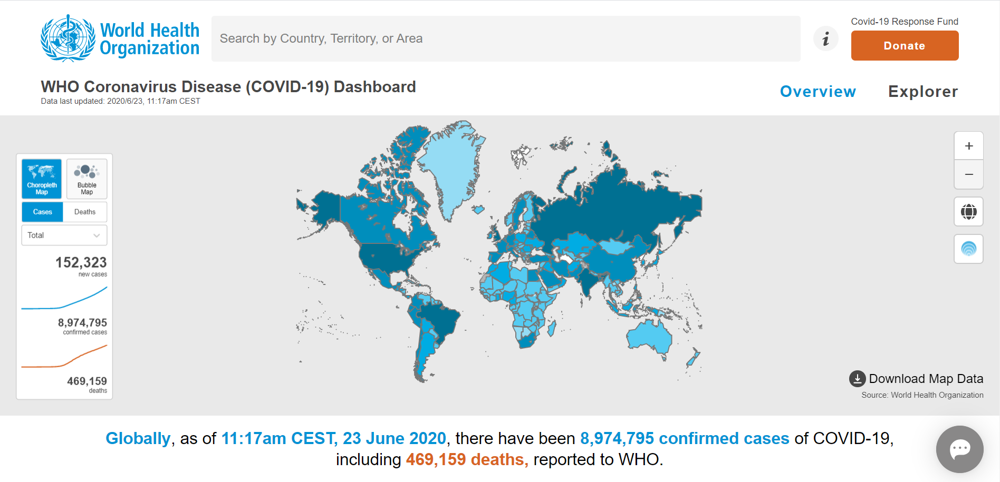 World Health
Organization
Search by Country, Territory, or Area
i
Covid-19 Response Fund
Donate
WHO Coronavirus Disease (COVID-19) Dashboard
Data last updated: 2020/6/23, 11:17am CEST
Overview
Explorer
Choropleth
Map
Bubble
Map
Cases
Deaths
Total
152,323
new cases
8,974,795
confirmed cases
469,159
deaths
+
−
Download Map Data
Source: World Health Organization
Globally, as of 11:17am CEST, 23 June 2020, there have been 8,974,795 confirmed cases of COVID-19,
including 469,159 deaths, reported to WHO.